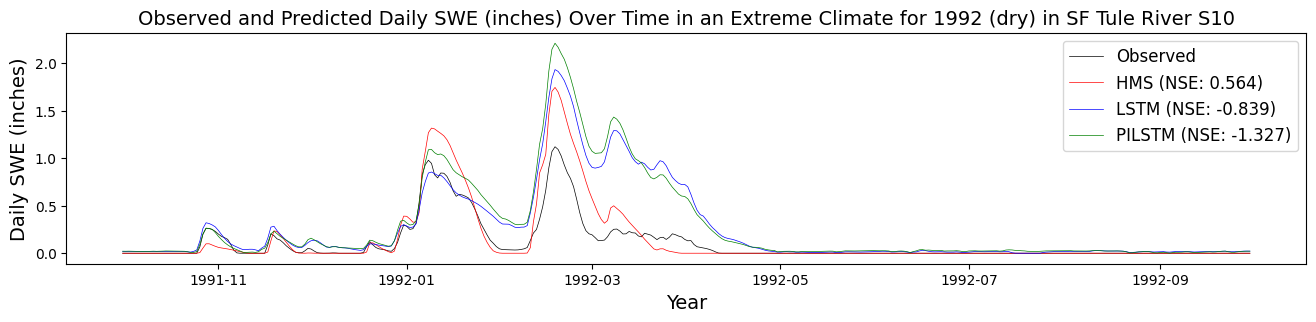 Observed and Predicted Daily SWE (inches) Over Time in an Extreme Climate for 1992 (dry) in SF Tule River S10
Daily SWE (inches)
2.0
1.5
1.0
0.5
0.0
Observed
HMS (NSE: 0.564)
LSTM (NSE: -0.839)
PILSTM (NSE: -1.327)
1991-11
1992-01
1992-03
1992-05
1992-07
1992-09
Year